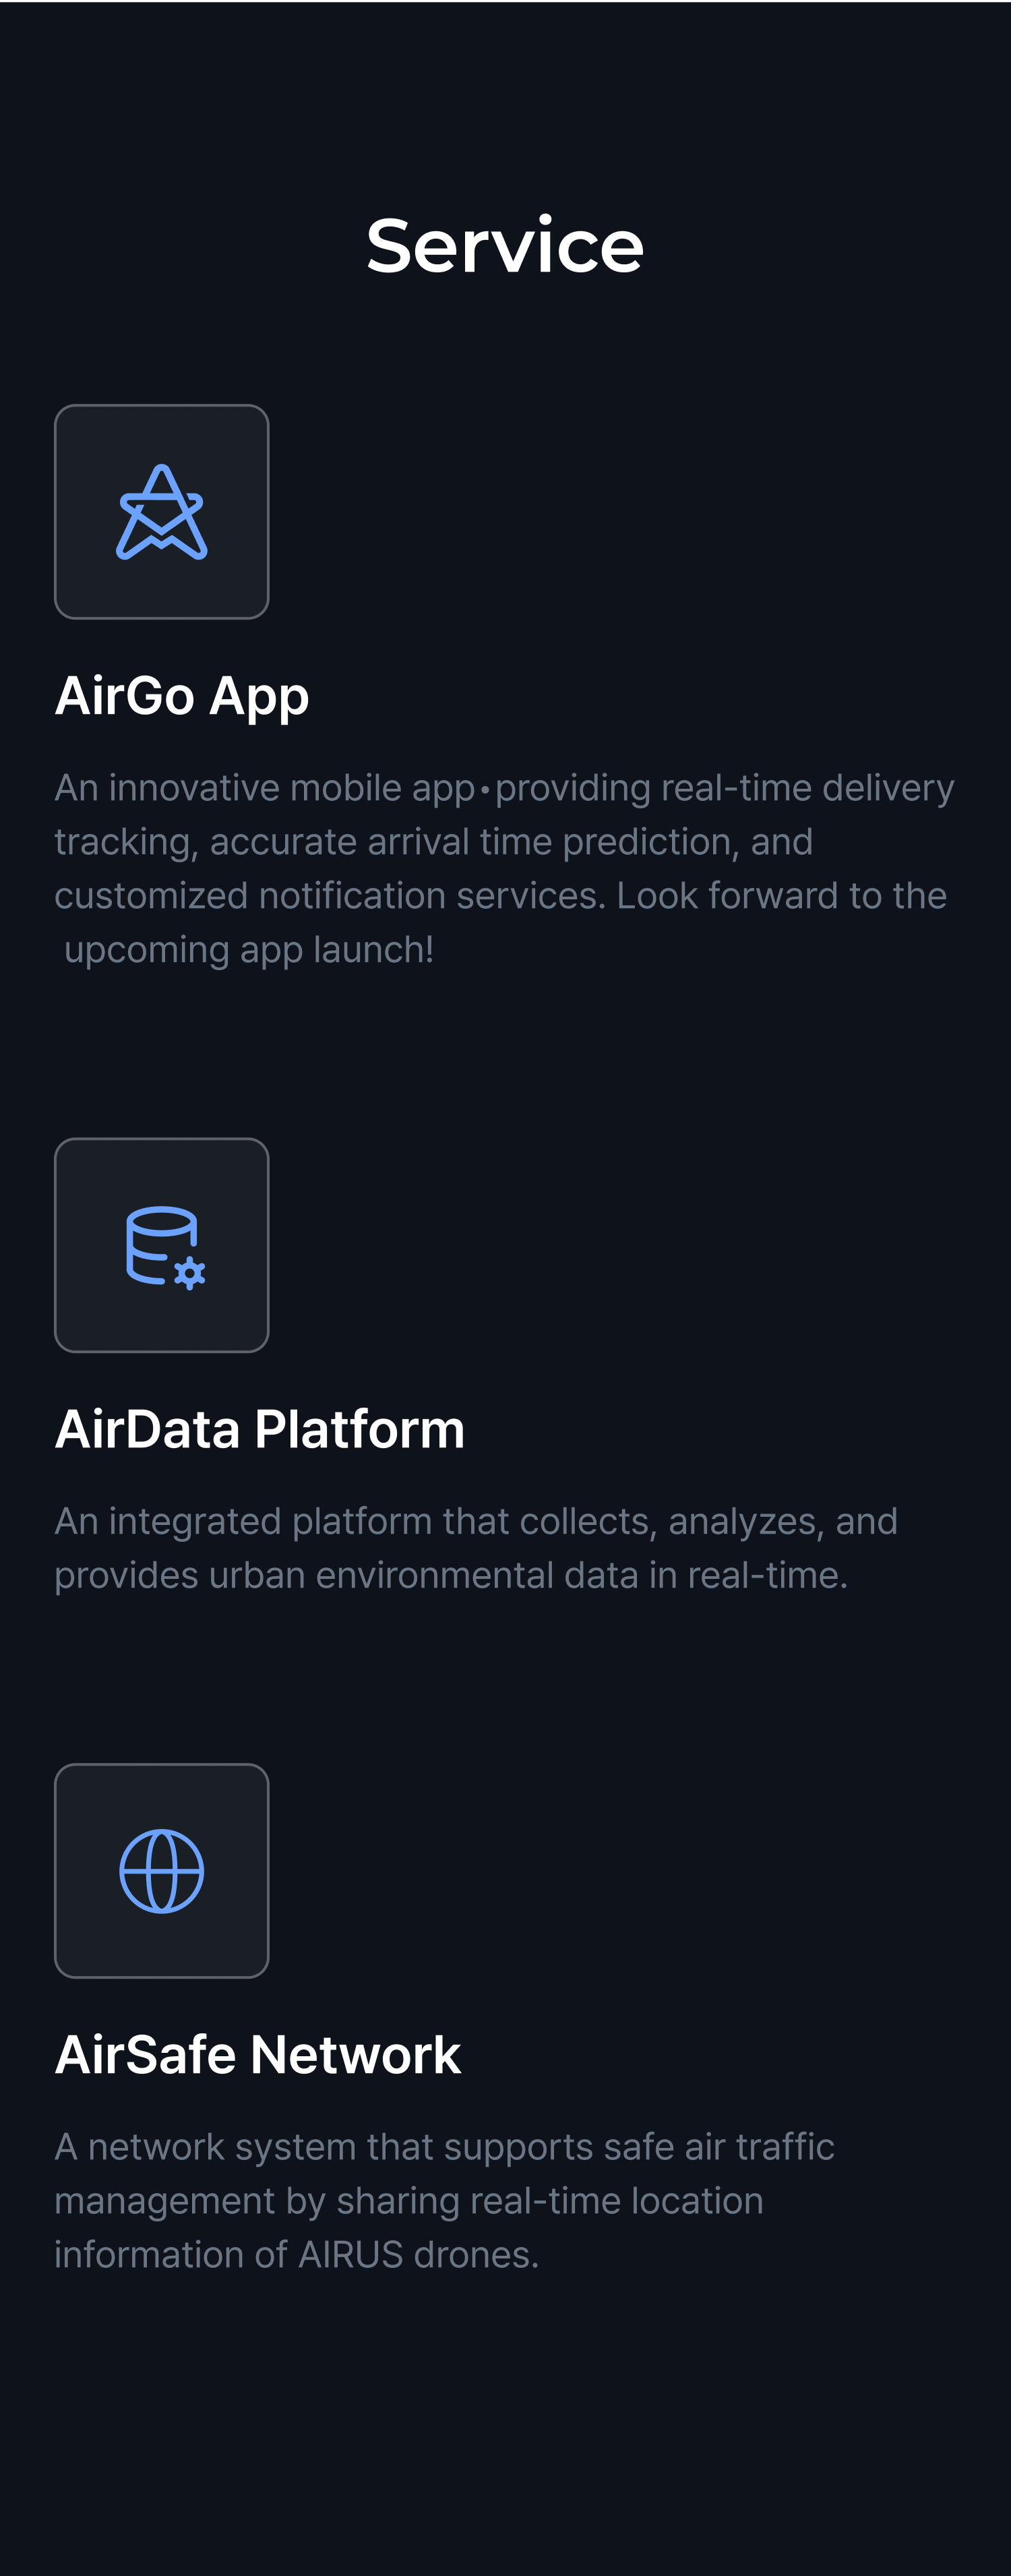 Service
AirGo App
An innovative mobile app•providing real-time delivery
tracking, accurate arrival time prediction, and
customized notification services. Look forward to the
upcoming app launch!
AirData Platform
An integrated platform that collects, analyzes, and
provides urban environmental data in real-time.
AirSafe Network
A network system that supports safe air traffic
management by sharing real-time location
information of AIRUS drones.